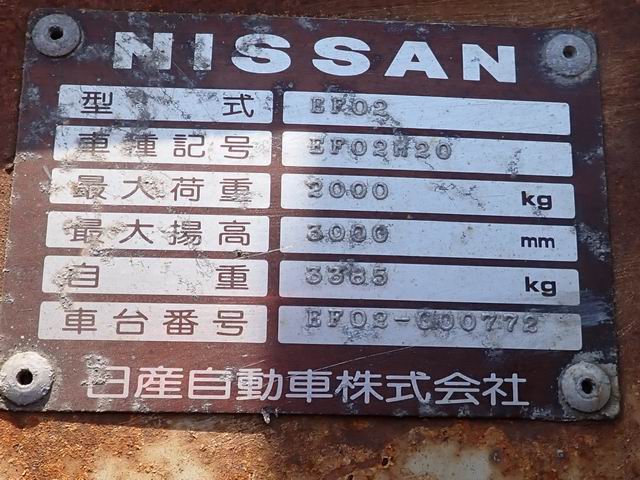 NISSAN
型式 EF02
車種記号 EF02M20
最大荷重 2000 kg
最大揚高 3000 mm
自重 3385 kg
車台番号 EF02-C00772
日産自動車株式会社